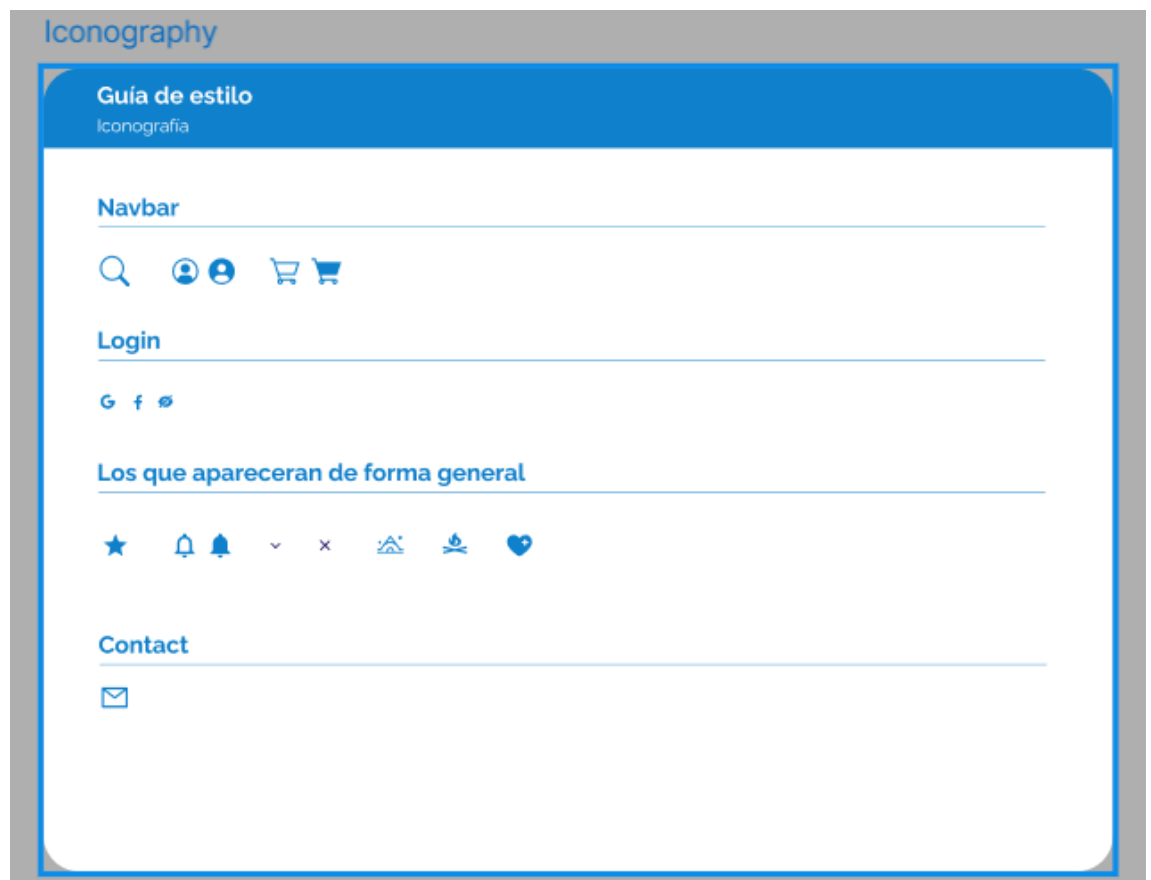 Iconography
Guía de estilo
Iconografía
Navbar
Login
Los que apareceran de forma general
Contact